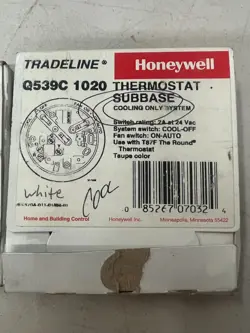 TRADELINE® Honeywell
Q539C 1020 THERMOSTAT
SUBBASE
COOLING ONLY SYSTEM
Switch rating: 2A at 24 Vac
System switch: COOL-OFF
Fan switch: ON-AUTO
Use with T87F The Round®
Thermostat
Taupe color
white
COOL
0 85267 07032 4
Home and Building Control Honeywell Inc. Minneapolis, Minnesota 55422